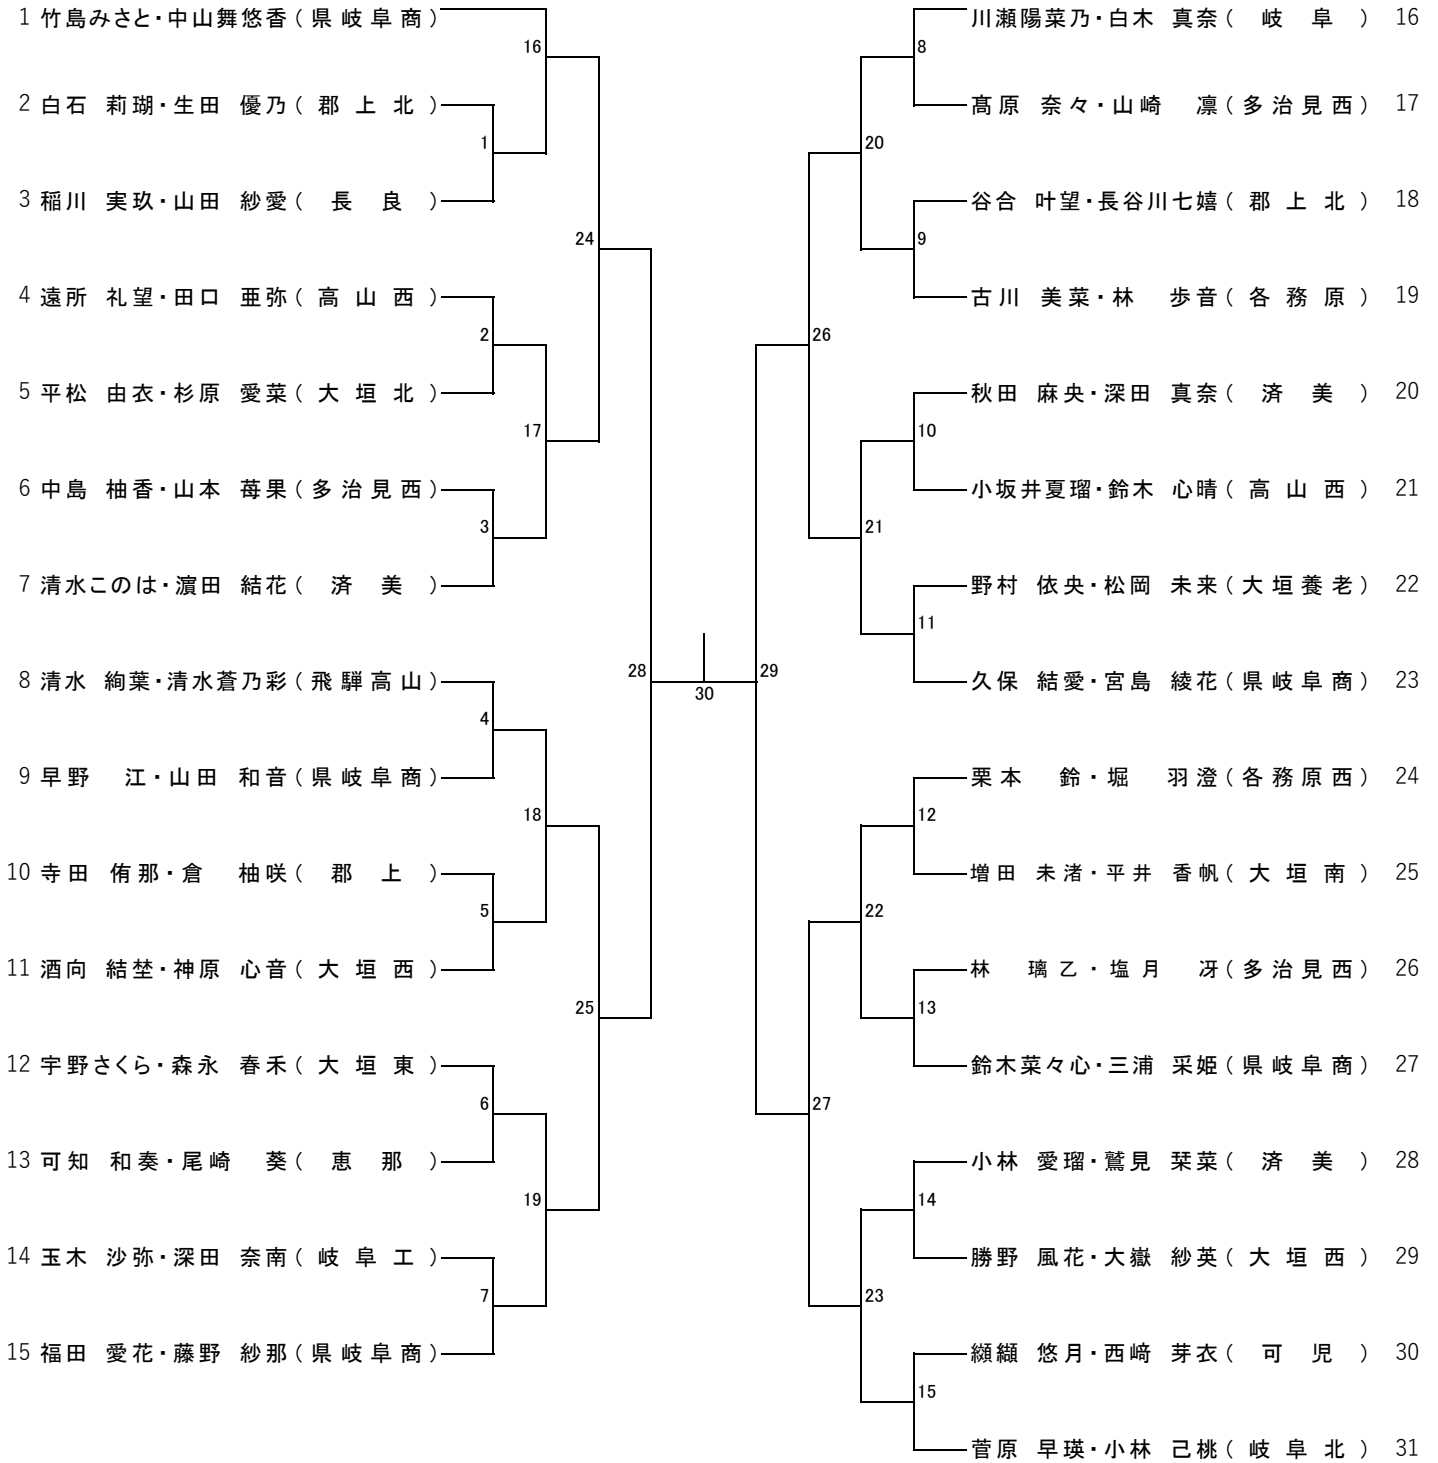 1 竹島みさと・中山舞悠香(県岐阜商)
2 白石 莉瑚・生田 優乃(郡上北)
3 稲川 実玖・山田 紗愛(長良)
4 遠所 礼望・田口 亜弥(高山西)
5 平松 由衣・杉原 愛菜(大垣北)
6 中島 柚香・山本 苺果(多治見西)
7 清水このは・濵田 結花(済美)
8 清水 絢葉・清水蒼乃彩(飛騨高山)
9 早野 江・山田 和音(県岐阜商)
10 寺田 侑那・倉 柚咲(郡上)
11 酒向 結埜・神原 心音(大垣西)
12 宇野さくら・森永 春禾(大垣東)
13 可知 和奏・尾崎 葵(恵那)
14 玉木 沙弥・深田 奈南(岐阜工)
15 福田 愛花・藤野 紗那(県岐阜商)
16
1
24
2
17
3
28
4
18
5
25
6
19
7
30
川瀬陽菜乃・白木 真奈(岐阜) 16
髙原 奈々・山崎 凛(多治見西) 17
谷合 叶望・長谷川七嬉(郡上北) 18
古川 美菜・林 歩音(各務原) 19
秋田 麻央・深田 真奈(済美) 20
小坂井夏瑠・鈴木 心晴(高山西) 21
野村 依央・松岡 未来(大垣養老) 22
久保 結愛・宮島 綾花(県岐阜商) 23
栗本 鈴・堀 羽澄(各務原西) 24
増田 未渚・平井 香帆(大垣南) 25
林 璃乙・塩月 冴(多治見西) 26
鈴木菜々心・三浦 采姫(県岐阜商) 27
小林 愛瑠・鷲見 栞菜(済美) 28
勝野 風花・大嶽 紗英(大垣西) 29
纐纈 悠月・西﨑 芽衣(可児) 30
菅原 早瑛・小林 己桃(岐阜北) 31
8
20
9
26
10
21
11
29
12
22
13
27
14
23
15